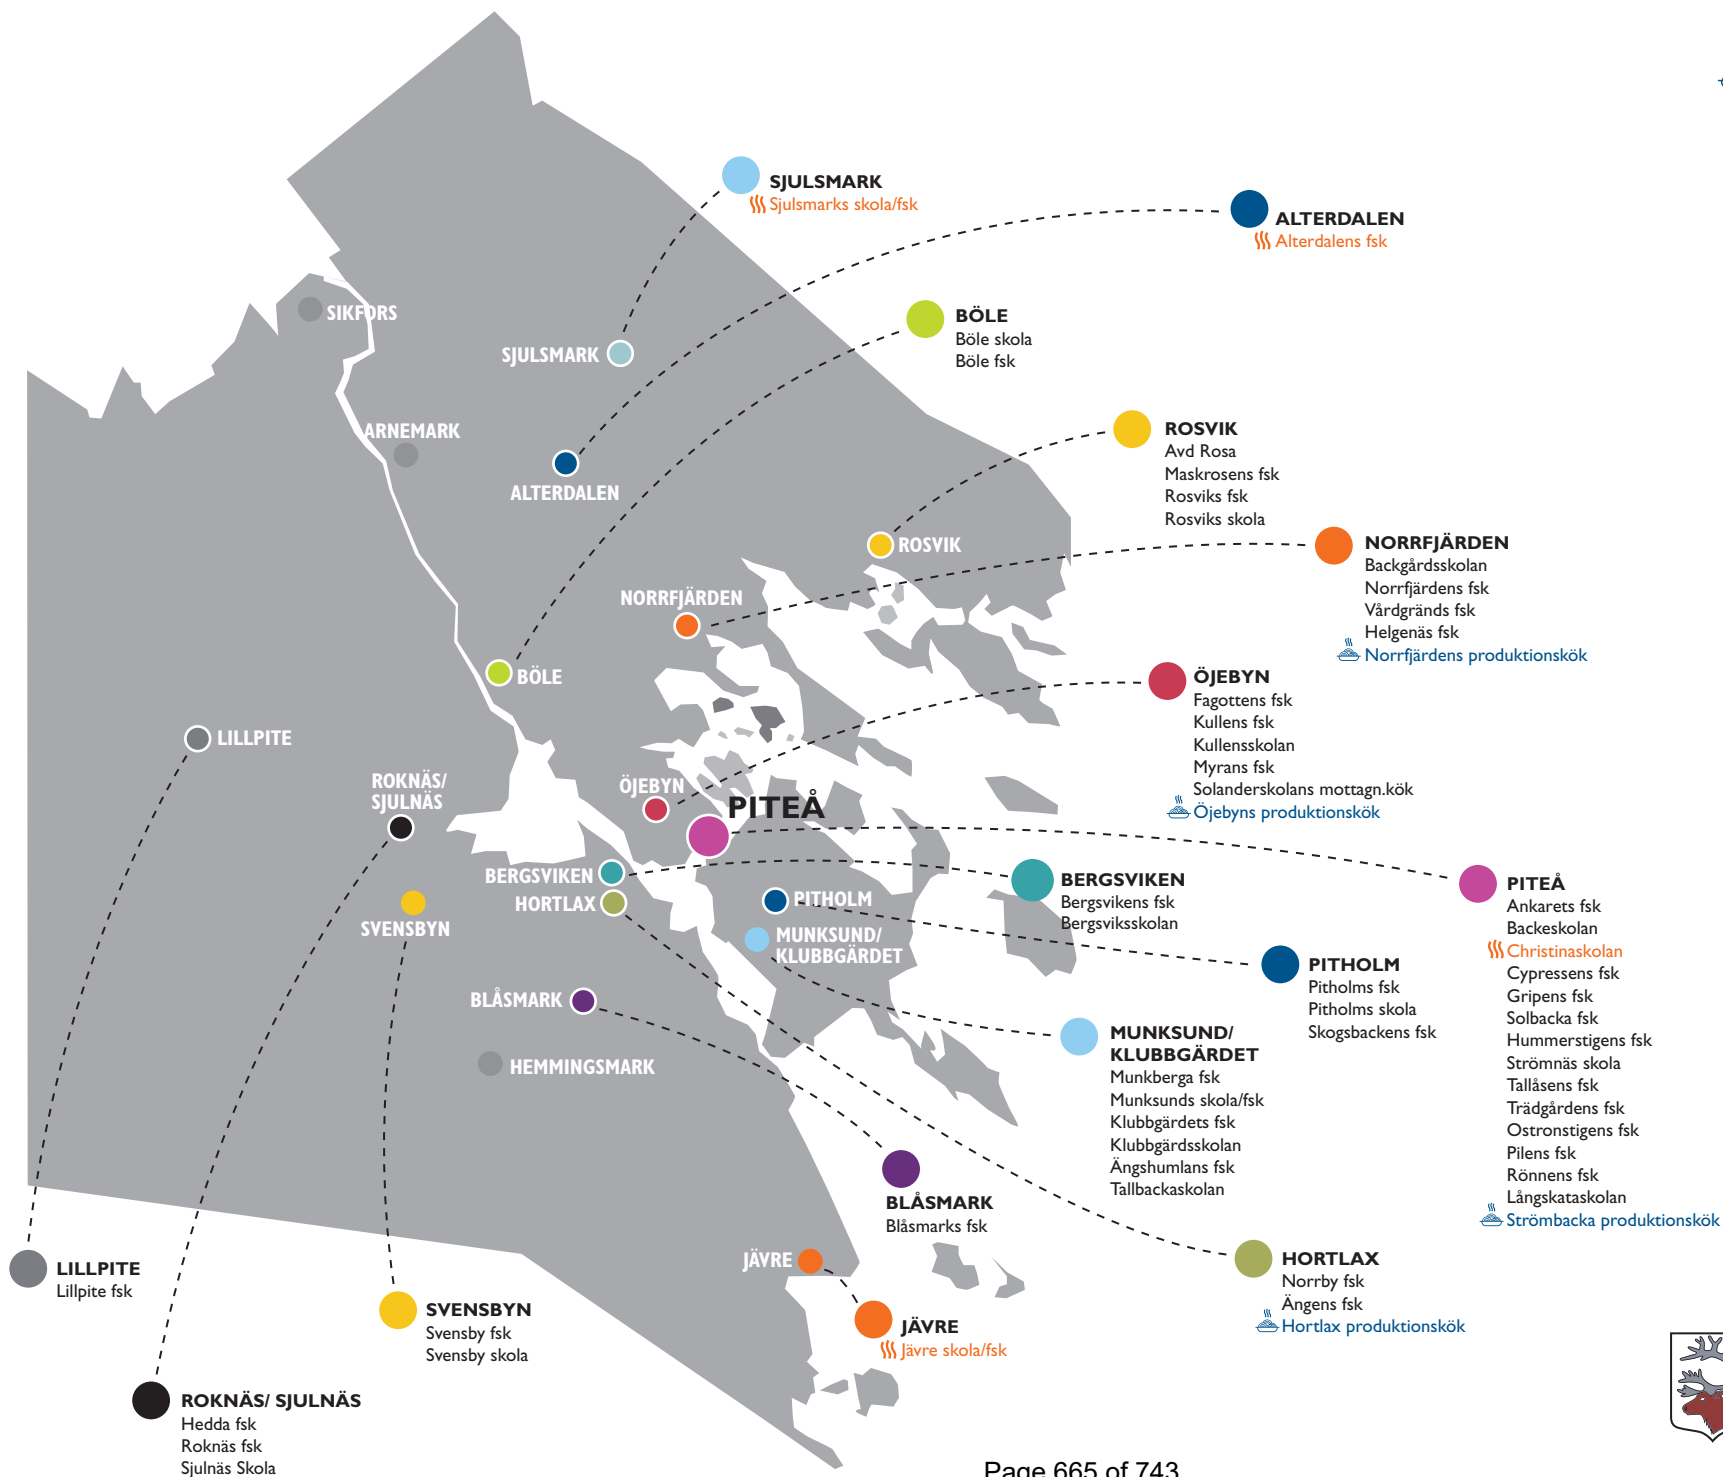 SJULSMARK
Sjulsmarks skola/fsk
ALTERDALEN
Alterdalens fsk
BÖLE
Böle skola
Böle fsk
SIKFORS
SJULSMARK
ARNEMARK
ALTERDALEN
ROSVIK
Avd Rosa
Maskrosens fsk
Rosviks fsk
Rosviks skola
ROSVIK
NORRFJÄRDEN
Backgårdsskolan
Norrfjärdens fsk
Vårdgränds fsk
Helgenäs fsk
Norrfjärdens produktionskök
NORRFJÄRDEN
BÖLE
ÖJEBYN
Fagottens fsk
Kullens fsk
Kullensskolan
Myrans fsk
Solanderskolans mottagn.kök
Öjebyns produktionskök
LILLPITE
ROKNÄS/
SJULNÄS
ÖJEBYN
PITEÅ
BERGSVIKEN
HORTLAX
SVENSBYN
PITHOLM
MUNKSUND/
KLUBBGÄRDET
BERGSVIKEN
Bergsvikens fsk
Bergsviksskolan
PITEÅ
Ankarets fsk
Backeskolan
Christinaskolan
Cypressens fsk
Gripens fsk
Solbacka fsk
Hummerstigens fsk
Strömnäs skola
Tallåsens fsk
Trädgårdens fsk
Ostronstigens fsk
Pilens fsk
Rönnens fsk
Långskataskolan
Strömbacka produktionskök
PITHOLM
Pitholms fsk
Pitholms skola
Skogsbackens fsk
BLÅSMARK
HEMMINGSMARK
MUNKSUND/
KLUBBGÄRDET
Munkberga fsk
Munksunds skola/fsk
Klubbgärdets fsk
Klubbgärdsskolan
Ängshumlans fsk
Tallbackaskolan
BLÅSMARK
Blåsmarks fsk
JÄVRE
HORTLAX
Norrby fsk
Ängens fsk
Hortlax produktionskök
LILLPITE
Lillpite fsk
SVENSBYN
Svensby fsk
Svensby skola
JÄVRE
Jävre skola/fsk
ROKNÄS/ SJULNÄS
Hedda fsk
Roknäs fsk
Sjulnäs Skola
Page 665 of 743